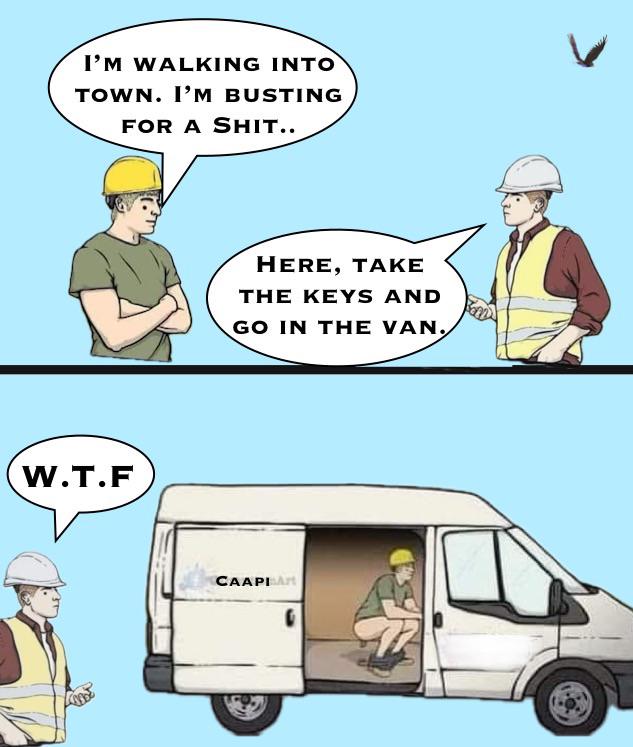 I'M WALKING INTO
TOWN. I'M BUSTING
FOR A SHIT..
HERE, TAKE
THE KEYS AND
GO IN THE VAN.
W.T.F
CAAPI